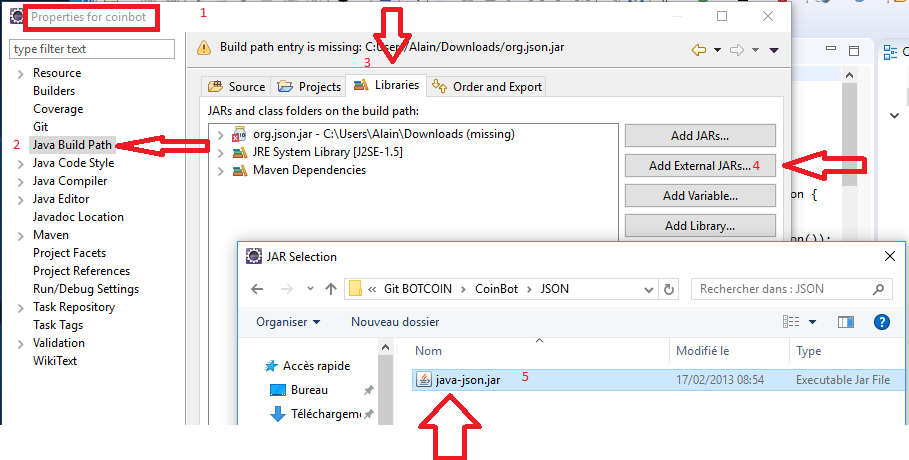 Properties for coinbot
1
type filter text
Build path entry is missing: C:\Users/Alain/Downloads/org.json.jar
3
Resource
Builders
Coverage
Git
2 Java Build Path
Java Code Style
Java Compiler
Java Editor
Javadoc Location
Maven
Project Facets
Project References
Run/Debug Settings
Task Repository
Task Tags
Validation
WikiText
Source
Projects
Libraries
Order and Export
JARs and class folders on the build path:
org.json.jar - C:\Users\Alain\Downloads (missing)
JRE System Library [J2SE-1.5]
Maven Dependencies
Add JARs...
Add External JARs... 4
Add Variable...
Add Library...
on {
on());
JAR Selection
« Git BOTCOIN > CoinBot > JSON
Rechercher dans : JSON
Organiser
Nouveau dossier
Accès rapide
Bureau
Téléchargeme
Nom
Modifié le
Type
java-json.jar
5
17/02/2013 08:54
Executable Jar File